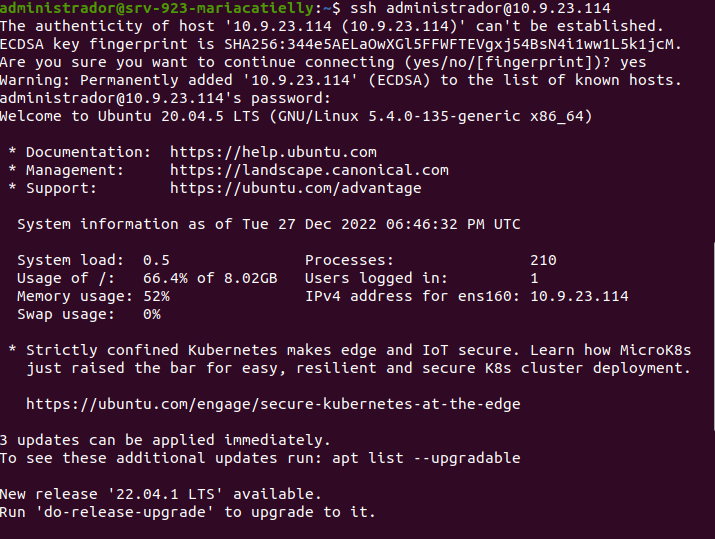 administrador@srv-923-mariacatielly:~$ ssh administrador@10.9.23.114
The authenticity of host '10.9.23.114 (10.9.23.114)' can't be established.
ECDSA key fingerprint is SHA256:344e5AELaOwXGl5FFWFTEVgxj54BsN4i1ww1L5k1jcM.
Are you sure you want to continue connecting (yes/no/[fingerprint])? yes
Warning: Permanently added '10.9.23.114' (ECDSA) to the list of known hosts.
administrador@10.9.23.114's password:
Welcome to Ubuntu 20.04.5 LTS (GNU/Linux 5.4.0-135-generic x86_64)

 * Documentation:  https://help.ubuntu.com
 * Management:     https://landscape.canonical.com
 * Support:        https://ubuntu.com/advantage

  System information as of Tue 27 Dec 2022 06:46:32 PM UTC

  System load:  0.5               Processes:               210
  Usage of /:   66.4% of 8.02GB   Users logged in:         1
  Memory usage: 52%               IPv4 address for ens160: 10.9.23.114
  Swap usage:   0%

 * Strictly confined Kubernetes makes edge and IoT secure. Learn how MicroK8s
   just raised the bar for easy, resilient and secure K8s cluster deployment.

   https://ubuntu.com/engage/secure-kubernetes-at-the-edge

3 updates can be applied immediately.
To see these additional updates run: apt list --upgradable

New release '22.04.1 LTS' available.
Run 'do-release-upgrade' to upgrade to it.